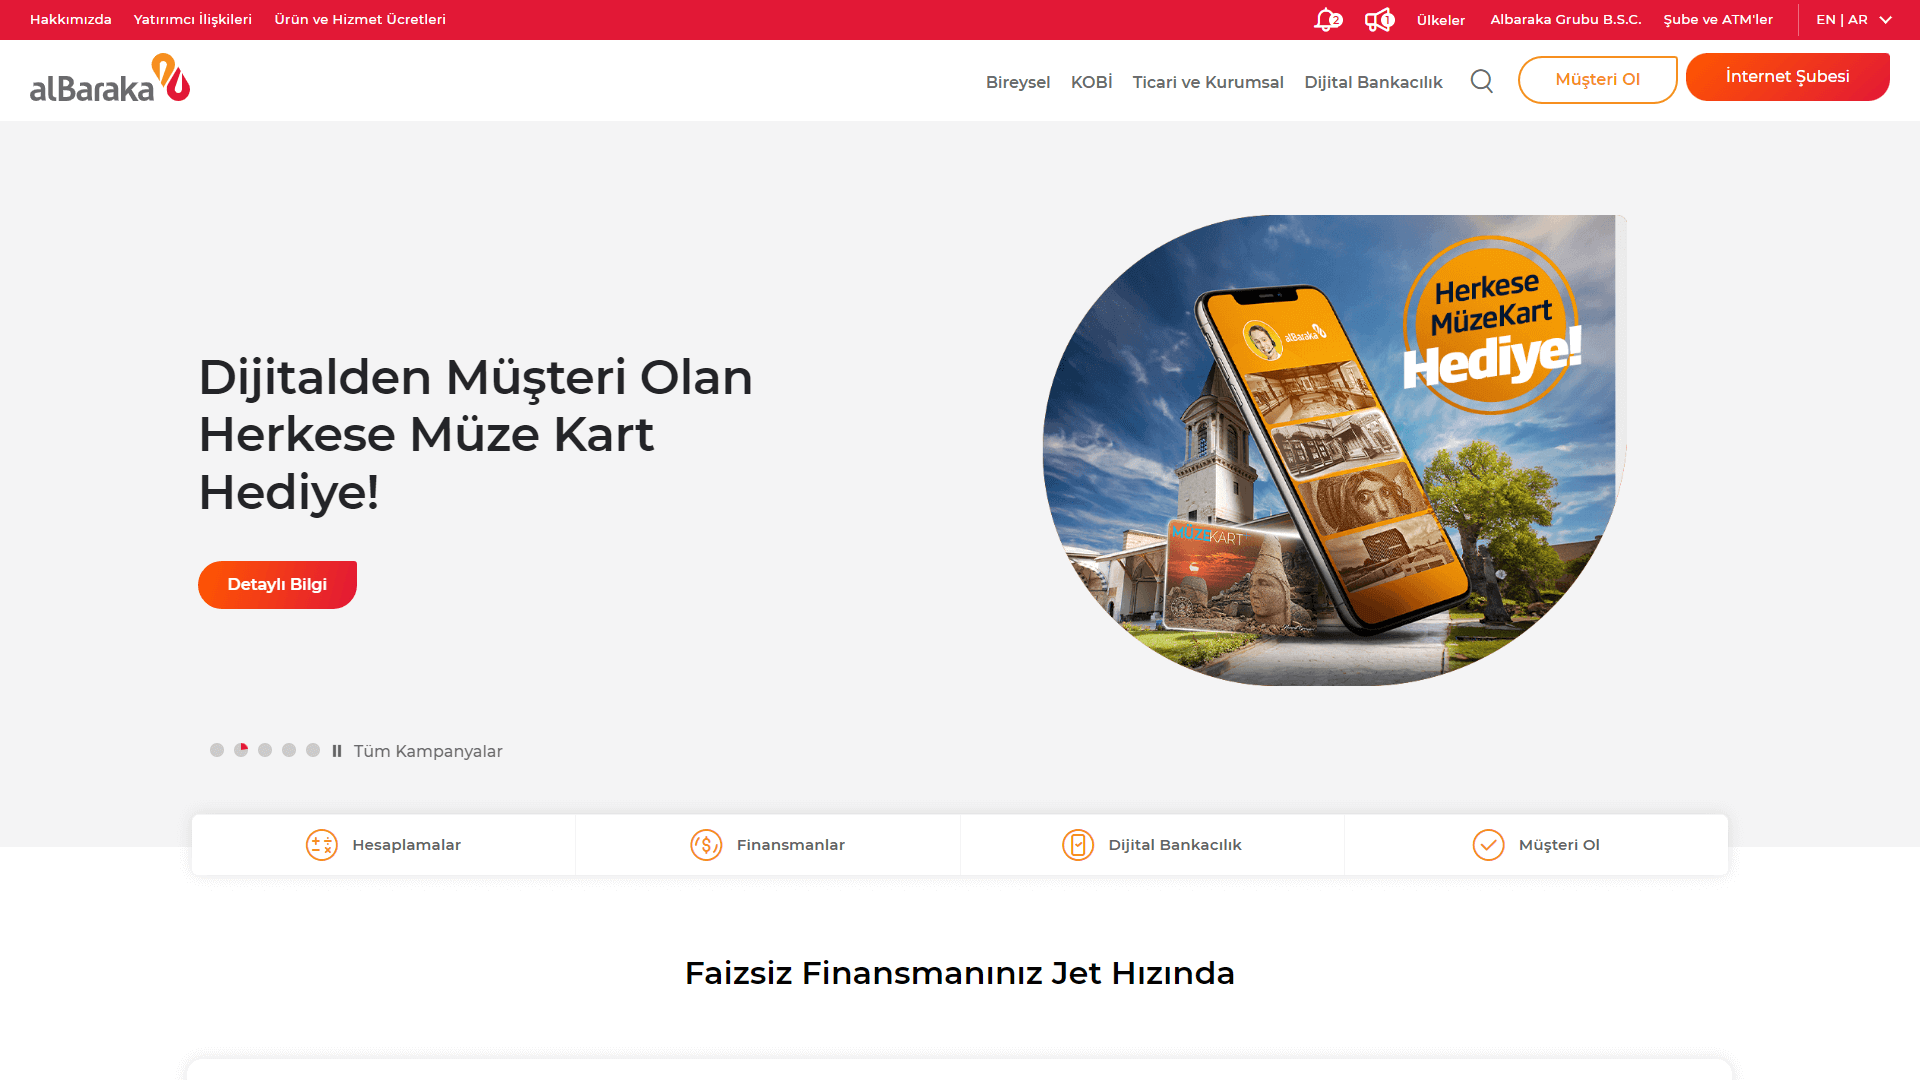 Hakkımızda
Yatırımcı İlişkileri
Ürün ve Hizmet Ücretleri
2
1
Ülkeler
Albaraka Grubu B.S.C.
Şube ve ATM'ler
EN | AR
alBaraka
Bireysel
KOBİ
Ticari ve Kurumsal
Dijital Bankacılık
Müşteri Ol
İnternet Şubesi
Dijitalden Müşteri Olan
Herkese Müze Kart
Hediye!
Detaylı Bilgi
Herkese
MüzeKart
Hediye!
alBaraka
MÜZEKART
Tüm Kampanyalar
Hesaplamalar
Finansmanlar
Dijital Bankacılık
Müşteri Ol
Faizsiz Finansmanınız Jet Hızında